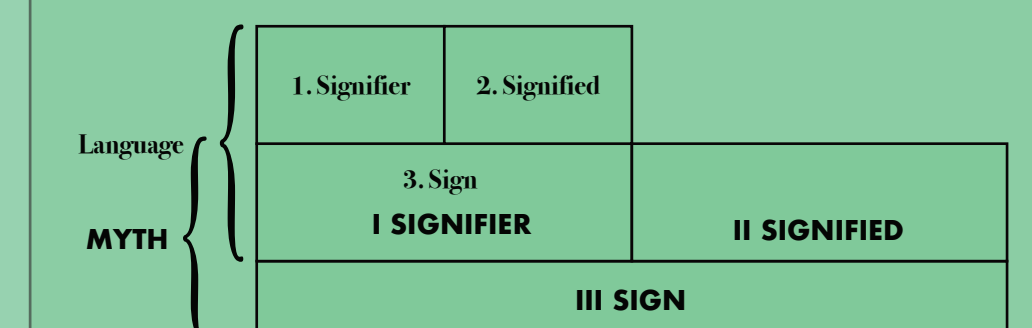 1. Signifier
2. Signified
Language
3. Sign
I SIGNIFIER
MYTH
II SIGNIFIED
III SIGN